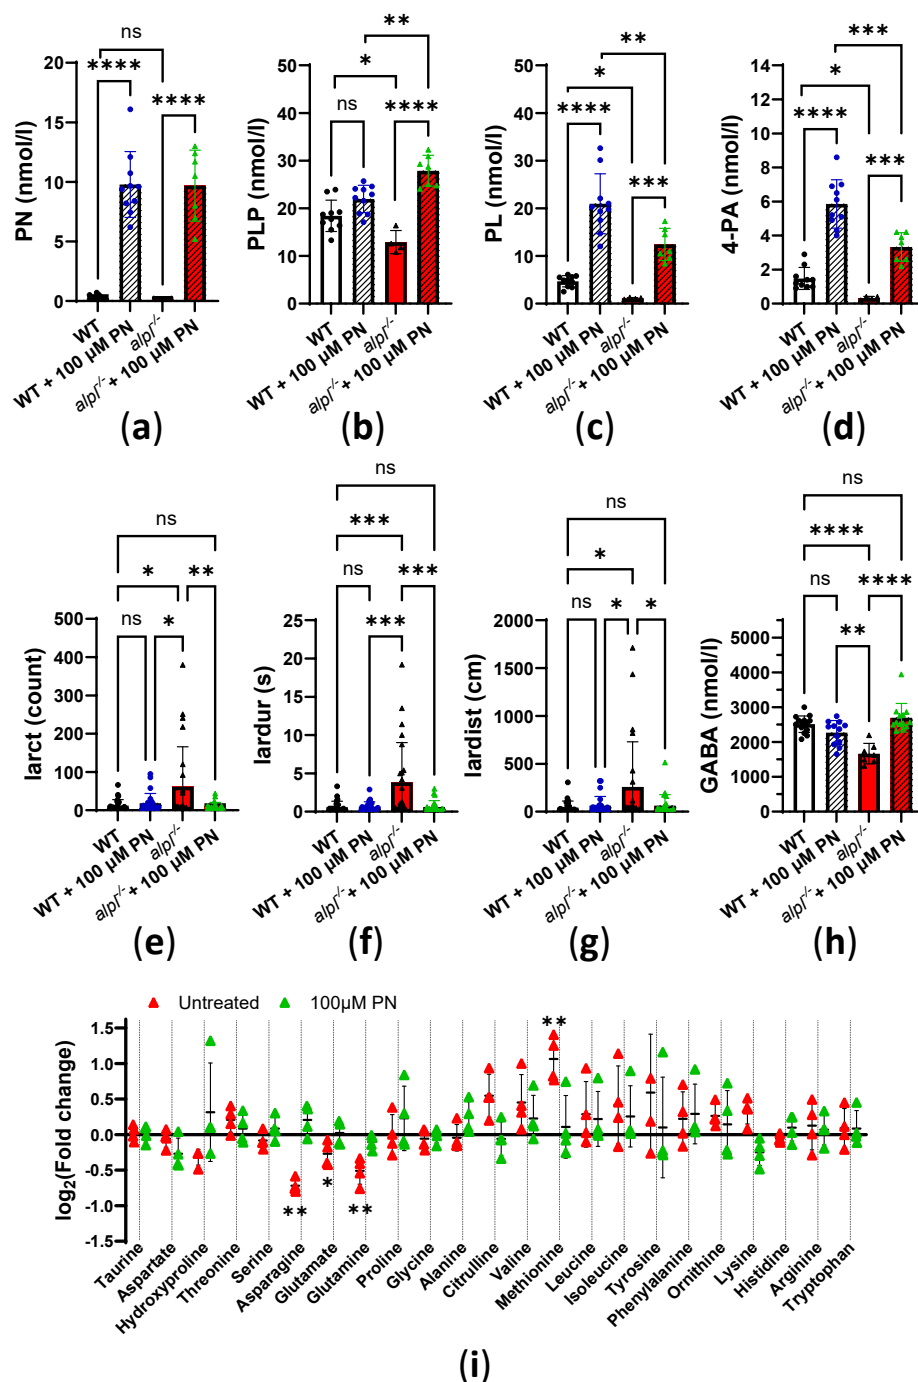 ns
****
****
PN (nmol/l)
20
15
10
5
0
WT
WT + 100 µM PN
alpl-/-
alpl-/- + 100 µM PN
(a)
**
*
ns
****
PLP (nmol/l)
50
40
30
20
10
0
WT
WT + 100 µM PN
alpl-/-
alpl-/- + 100 µM PN
(b)
**
*
****
***
PL (nmol/l)
50
40
30
20
10
0
WT
WT + 100 µM PN
alpl-/-
alpl-/- + 100 µM PN
(c)
***
*
****
***
4-PA (nmol/l)
14
12
10
8
6
4
2
0
WT
WT + 100 µM PN
alpl-/-
alpl-/- + 100 µM PN
(d)
ns
*
**
ns
*
larct (count)
500
400
300
200
100
0
WT
WT + 100 µM PN
alpl-/-
alpl-/- + 100 µM PN
(e)
ns
***
ns
***
***
lardur (s)
25
20
15
10
5
0
WT
WT + 100 µM PN
alpl-/-
alpl-/- + 100 µM PN
(f)
ns
*
ns
*
*
lardist (cm)
2000
1500
1000
500
0
WT
WT + 100 µM PN
alpl-/-
alpl-/- + 100 µM PN
(g)
ns
****
ns
****
**
GABA (nmol/l)
5000
4000
3000
2000
1000
0
WT
WT + 100 µM PN
alpl-/-
alpl-/- + 100 µM PN
(h)
Untreated
100µM PN
log2(Fold change)
1.5
1.0
0.5
0.0
-0.5
-1.0
-1.5
**
*
**
**
Taurine
Aspartate
Hydroxyproline
Threonine
Serine
Asparagine
Glutamate
Glutamine
Proline
Glycine
Alanine
Citrulline
Valine
Methionine
Leucine
Isoleucine
Tyrosine
Phenylalanine
Ornithine
Lysine
Histidine
Arginine
Tryptophan
(i)